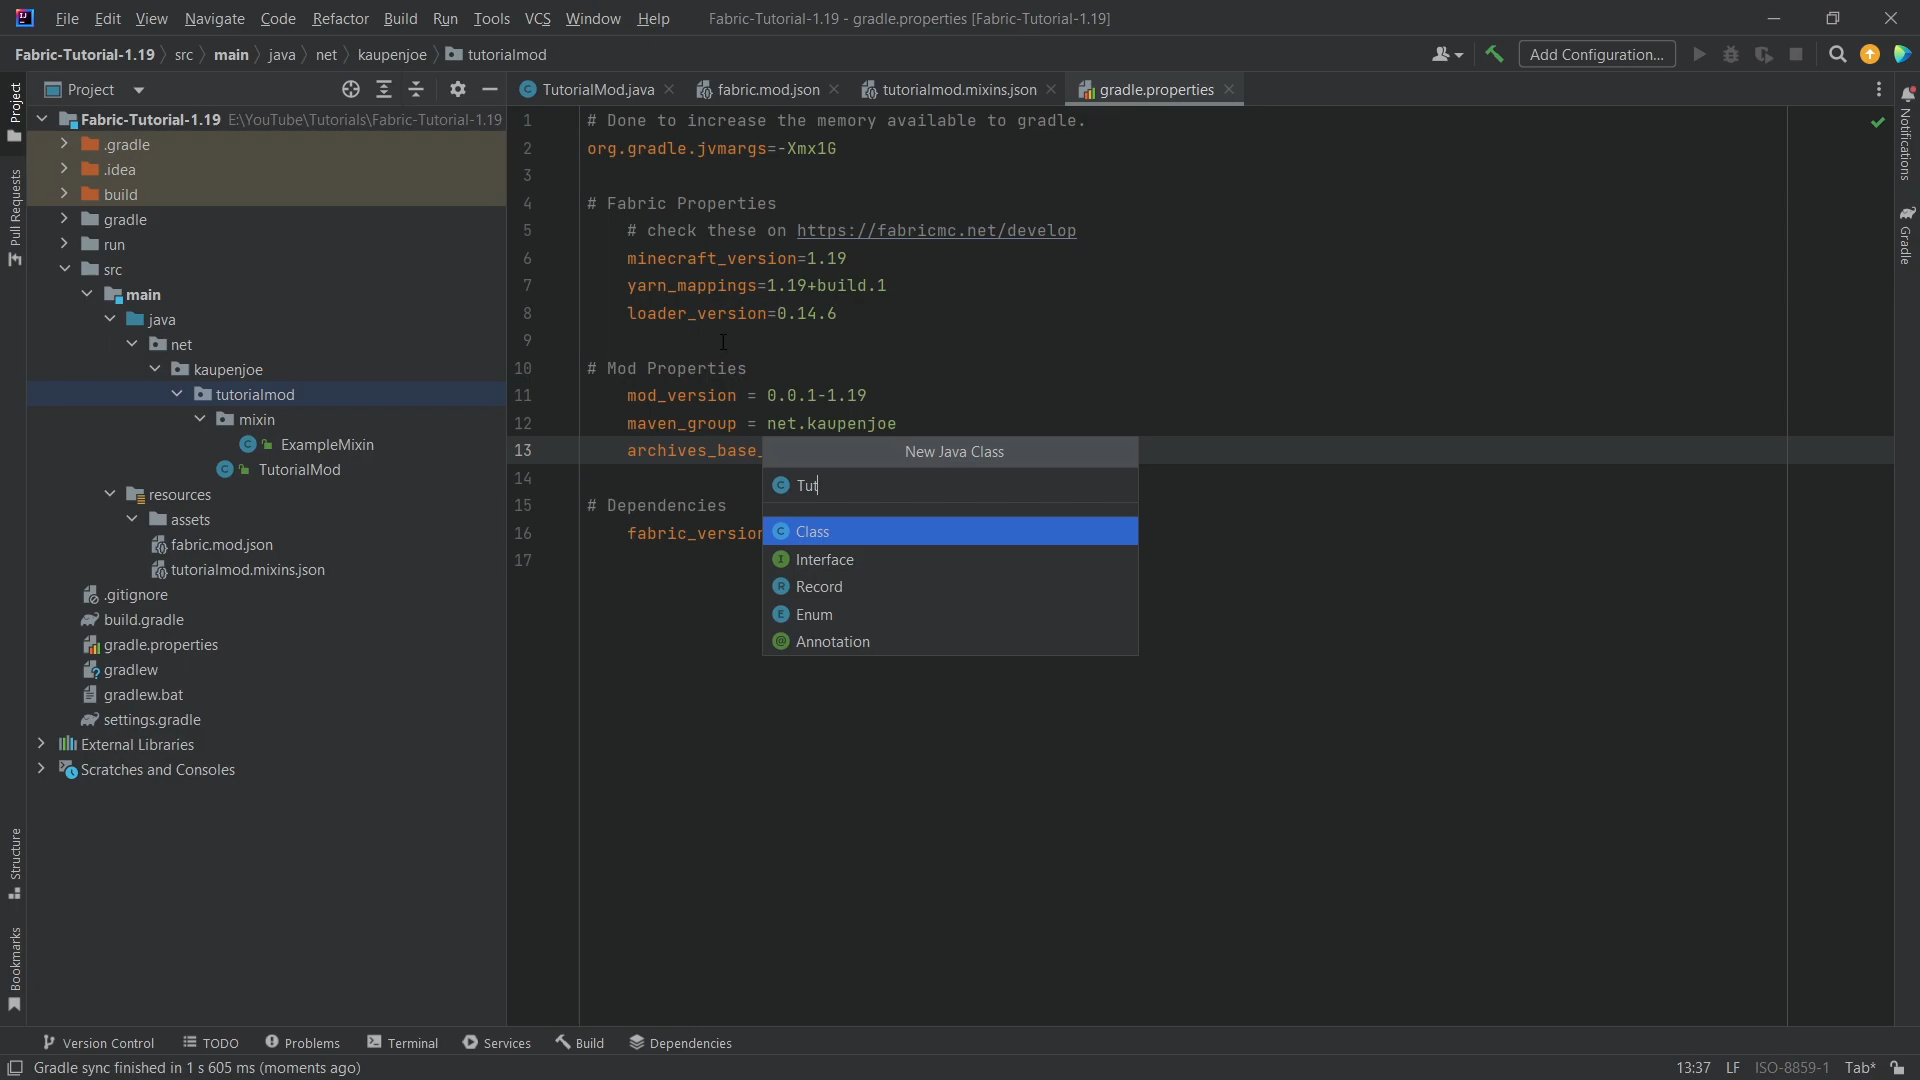 File Edit View Navigate Code Refactor Build Run Tools VCS Window Help Fabric-Tutorial-1.19 - gradle.properties [Fabric-Tutorial-1.19]
Fabric-Tutorial-1.19 src main java net kaupenjoe tutorialmod Add Configuration...
Project
TutorialMod.java fabric.mod.json tutorialmod.mixins.json gradle.properties
Project
Pull Requests
Structure
Bookmarks
Fabric-Tutorial-1.19 E:\YouTube\Tutorials\Fabric-Tutorial-1.19
.gradle
.idea
build
gradle
run
src
main
java
net
kaupenjoe
tutorialmod
mixin
ExampleMixin
TutorialMod
resources
assets
fabric.mod.json
tutorialmod.mixins.json
.gitignore
build.gradle
gradle.properties
gradlew
gradlew.bat
settings.gradle
External Libraries
Scratches and Consoles
1 # Done to increase the memory available to gradle.
2 org.gradle.jvmargs=-Xmx1G
3
4 # Fabric Properties
5 # check these on https://fabricmc.net/develop
6 minecraft_version=1.19
7 yarn_mappings=1.19+build.1
8 loader_version=0.14.6
9
10 # Mod Properties
11 mod_version = 0.0.1-1.19
12 maven_group = net.kaupenjoe
13 archives_base_
14
15 # Dependencies
16 fabric_version
17
New Java Class
Tut
Class
Interface
Record
Enum
Annotation
Notifications
Gradle
Version Control TODO Problems Terminal Services Build Dependencies
Gradle sync finished in 1 s 605 ms (moments ago) 13:37 LF ISO-8859-1 Tab*